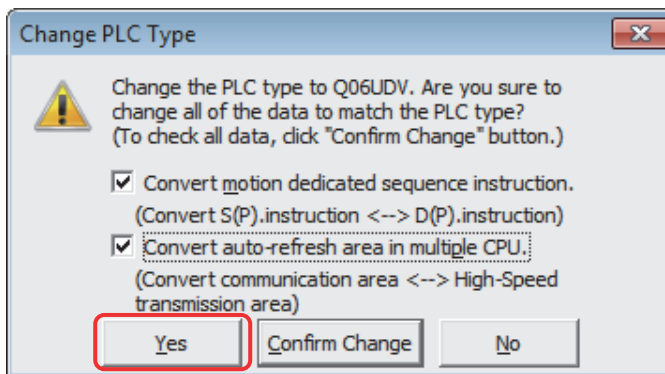 Change PLC Type
Change the PLC type to Q06UDV. Are you sure to
change all of the data to match the PLC type?
(To check all data, click "Confirm Change" button.)
Convert motion dedicated sequence instruction.
(Convert S(P).instruction <--> D(P).instruction)
Convert auto-refresh area in multiple CPU.
(Convert communication area <--> High-Speed
transmission area)
Yes Confirm Change No